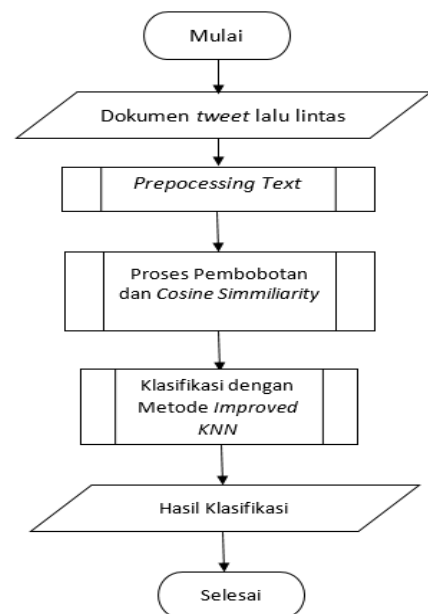 Mulai
Dokumen tweet lalu lintas
Prepocessing Text
Proses Pembobotan
dan Cosine Simmiliarity
Klasifikasi dengan
Metode Improved
KNN
Hasil Klasifikasi
Selesai